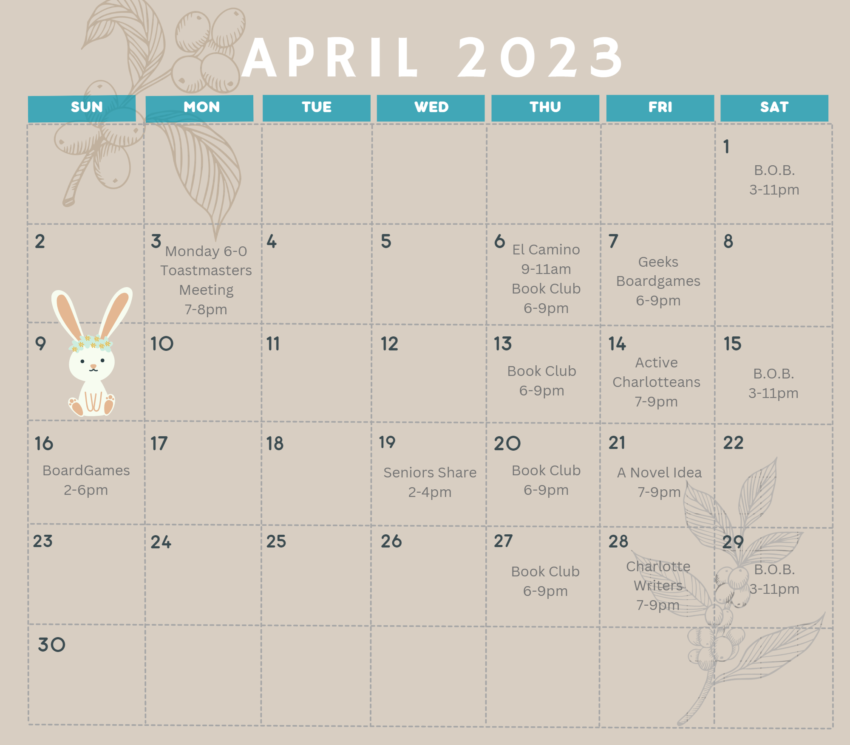 APRIL 2023
SUN MON TUE WED THU FRI SAT
1
B.O.B.
3-11pm
2
3
Monday 6-0
Toastmasters
Meeting
7-8pm
4
5
6
El Camino
9-11am
Book Club
6-9pm
7
Geeks
Boardgames
6-9pm
8
9
10
11
12
13
Book Club
6-9pm
14
Active
Charlotteans
7-9pm
15
B.O.B.
3-11pm
16
BoardGames
2-6pm
17
18
19
Seniors Share
2-4pm
20
Book Club
6-9pm
21
A Novel Idea
7-9pm
22
23
24
25
26
27
Book Club
6-9pm
28
Charlotte
Writers
7-9pm
29
B.O.B.
3-11pm
30